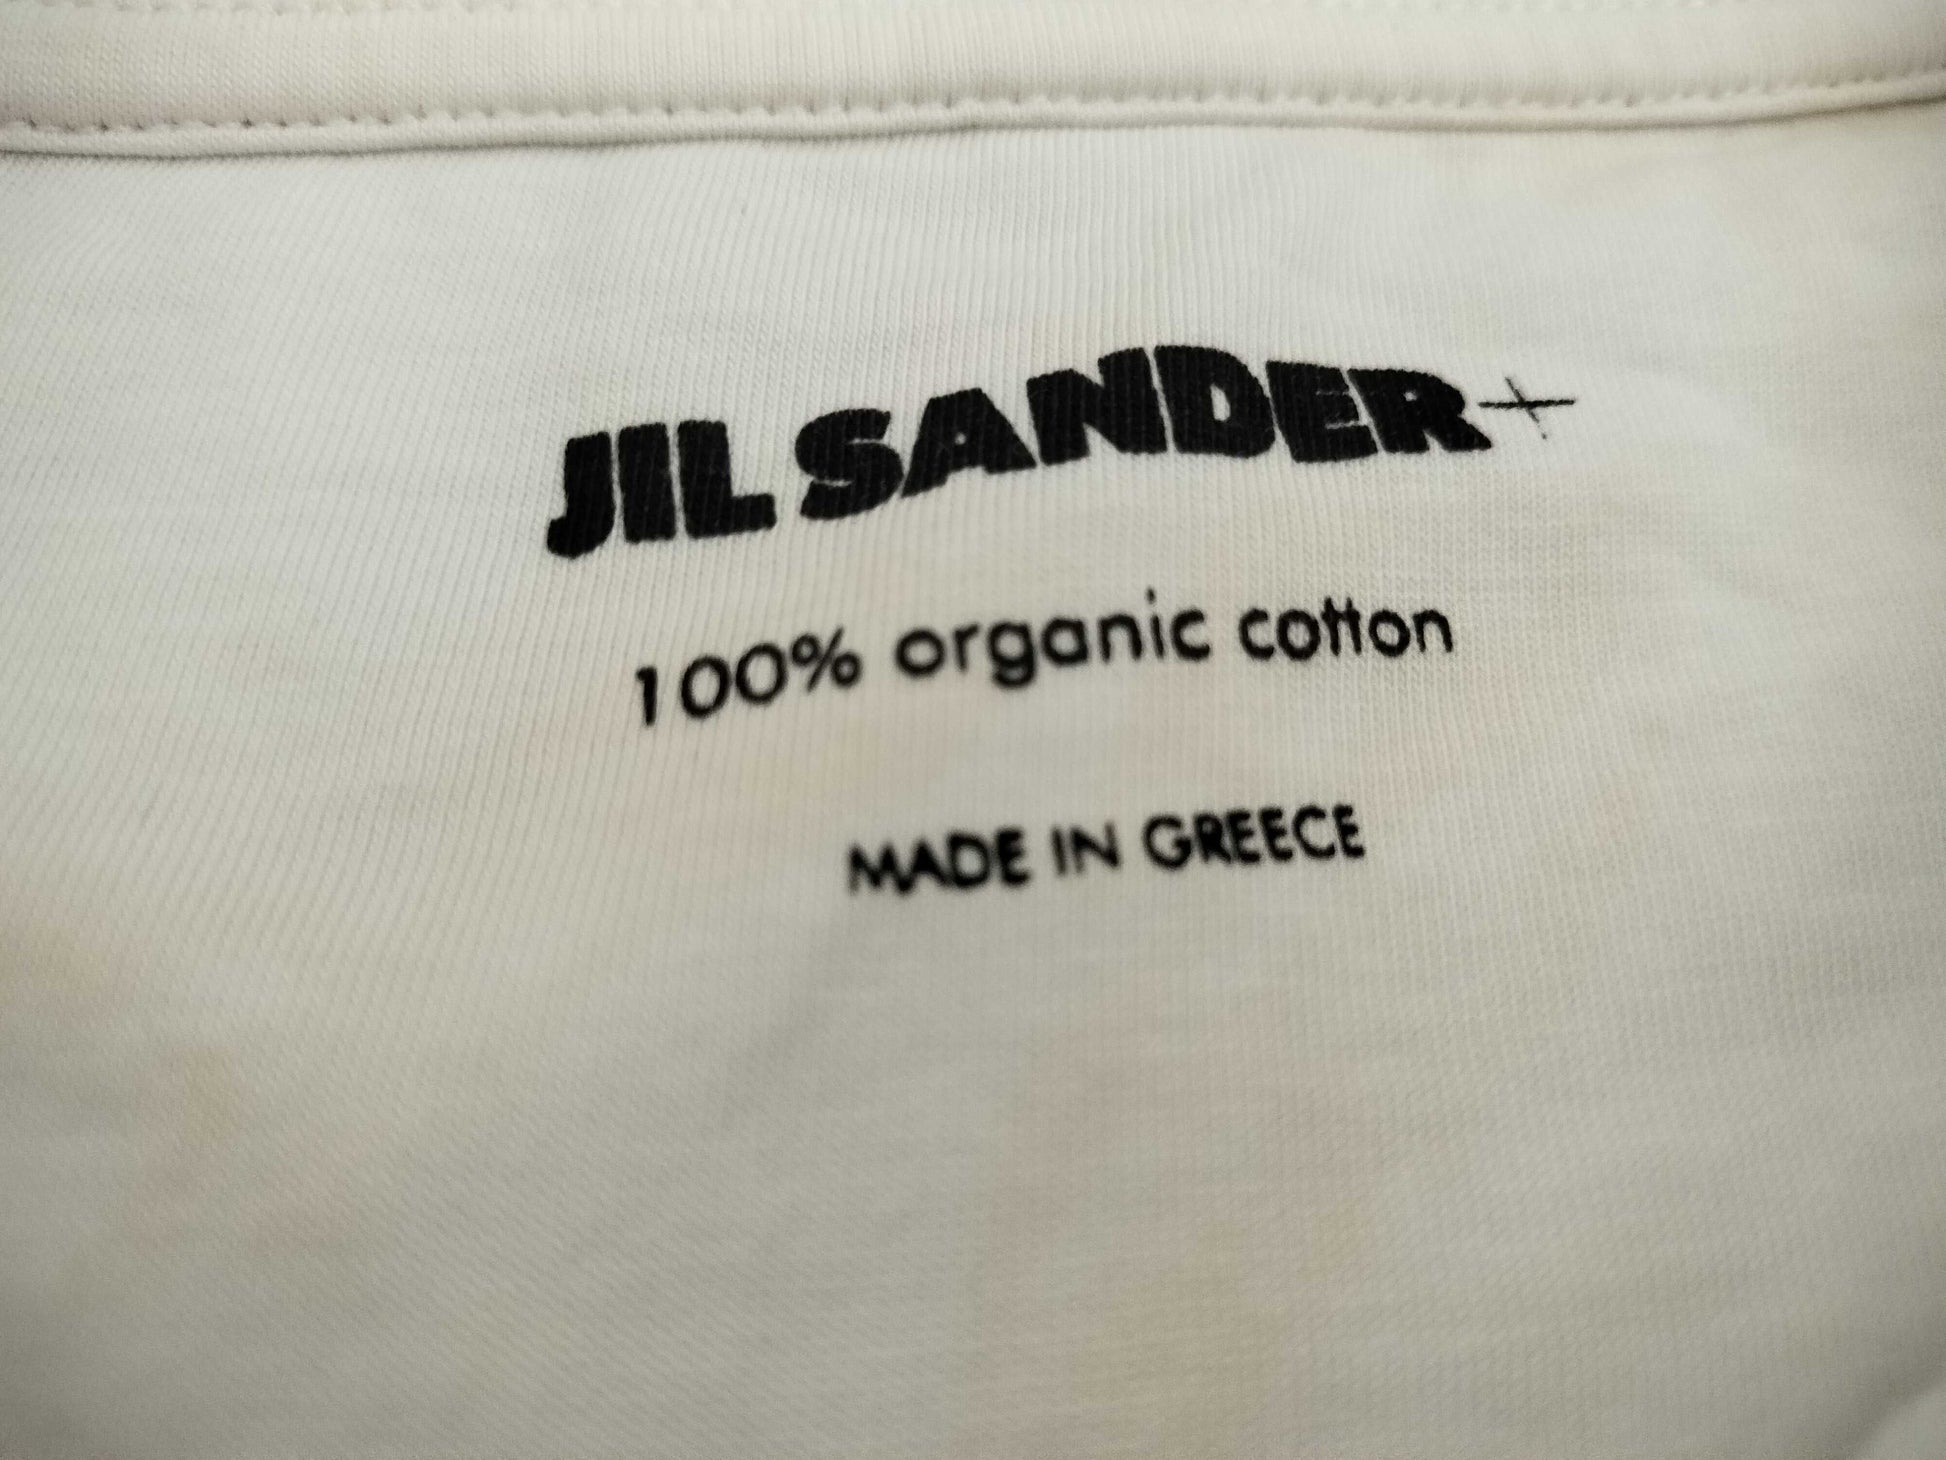 JIL SANDER+
100% organic cotton
MADE IN GREECE